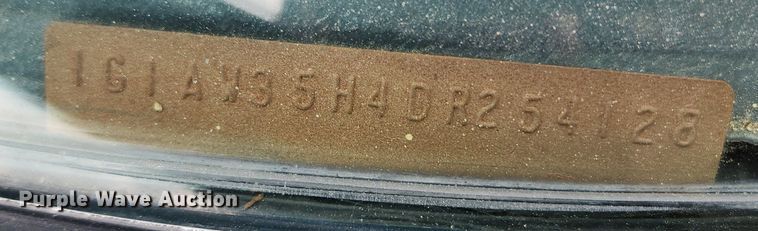 1G1AW35H4DR254128
Purple Wave Auction